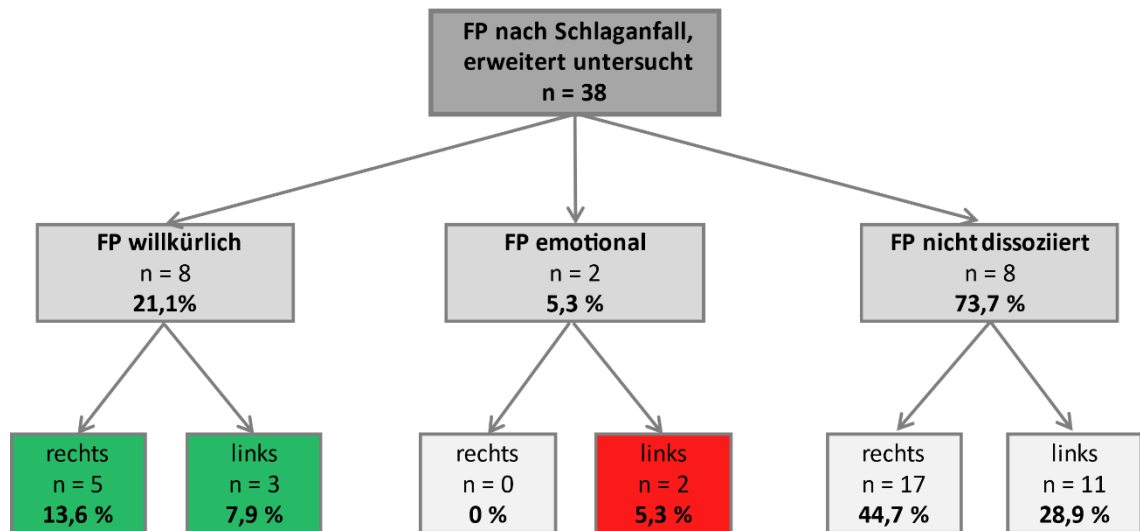 FP nach Schlaganfall,
erweitert untersucht
n = 38
FP willkürlich
n = 8
21,1%
FP emotional
n = 2
5,3 %
FP nicht dissoziiert
n = 8
73,7 %
rechts
n = 5
13,6 %
links
n = 3
7,9 %
rechts
n = 0
0 %
links
n = 2
5,3 %
rechts
n = 17
44,7 %
links
n = 11
28,9 %